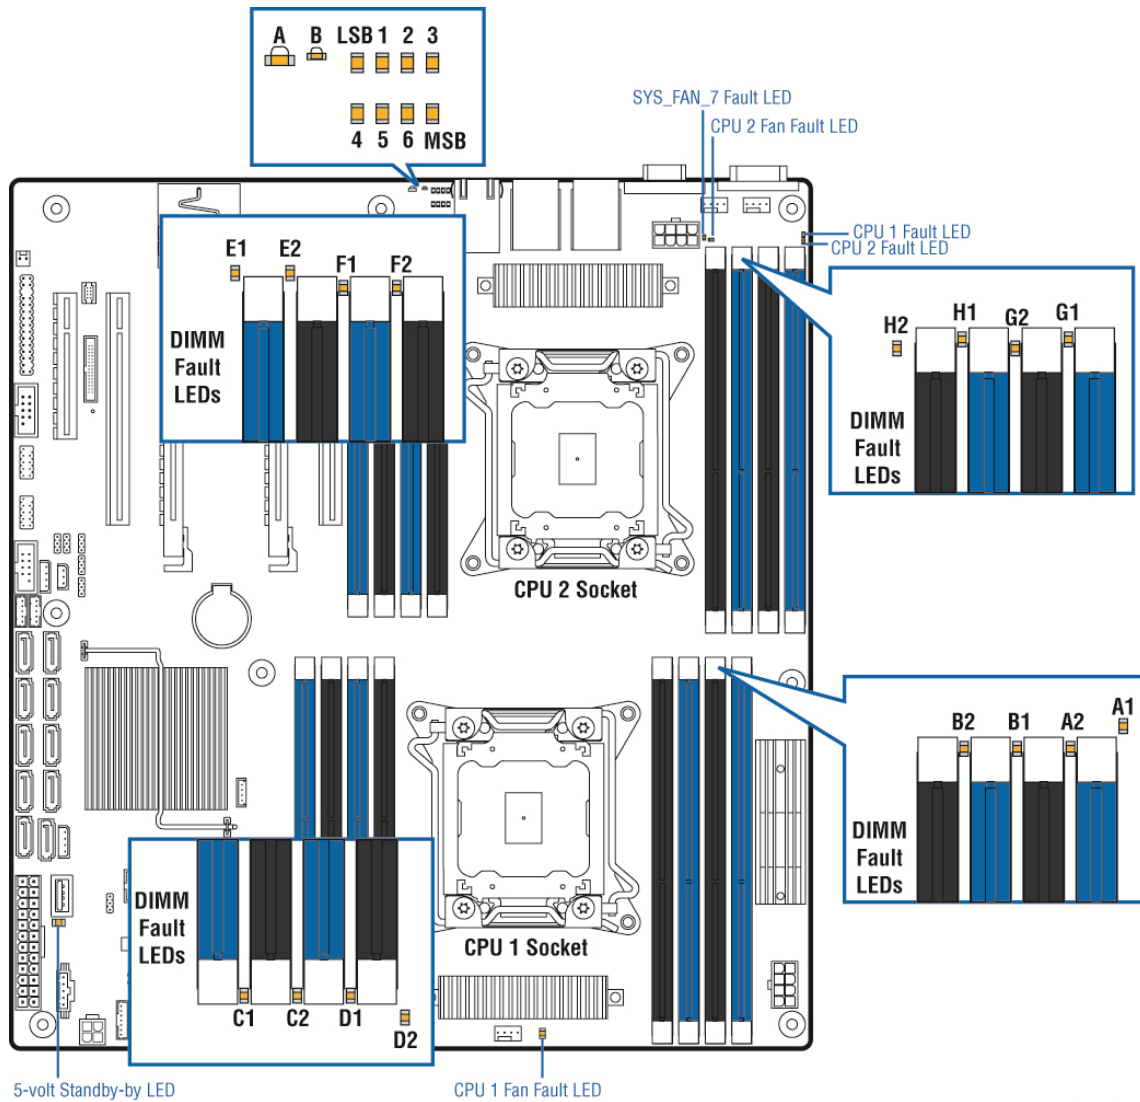 A B LSB 1 2 3
4 5 6 MSB
SYS_FAN_7 Fault LED
CPU 2 Fan Fault LED
CPU 1 Fault LED
CPU 2 Fault LED
E1 E2 F1 F2
DIMM
Fault
LEDs
H2 H1 G2 G1
DIMM
Fault
LEDs
CPU 2 Socket
B2 B1 A2 A1
DIMM
Fault
LEDs
DIMM
Fault
LEDs
CPU 1 Socket
C1 C2 D1 D2
5-volt Standby-by LED
CPU 1 Fan Fault LED